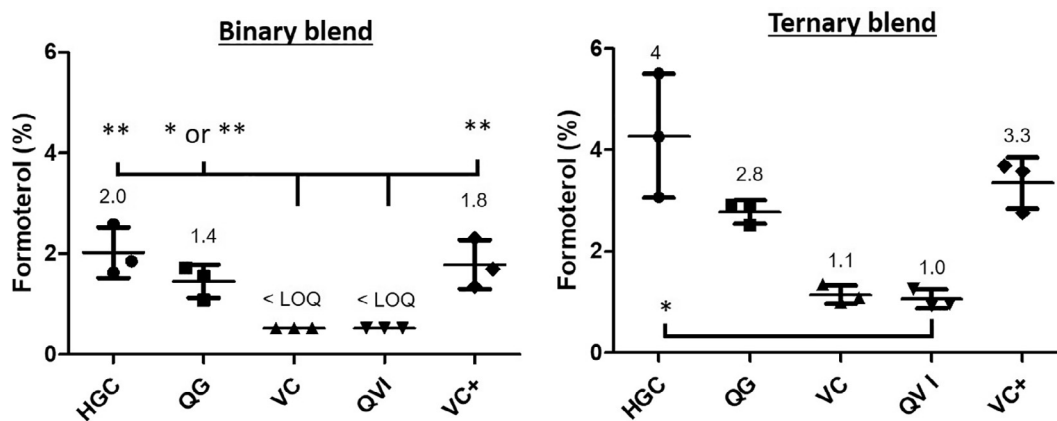 Binary blend
Formoterol (%)
6
4
2
0
** * or ** **
2.0
1.4
< LOQ
< LOQ
1.8
HGC
QG
VC
QVI
VC+
Ternary blend
Formoterol (%)
6
4
2
0
4
2.8
1.1
1.0
3.3
*
HGC
QG
VC
QV I
VC+